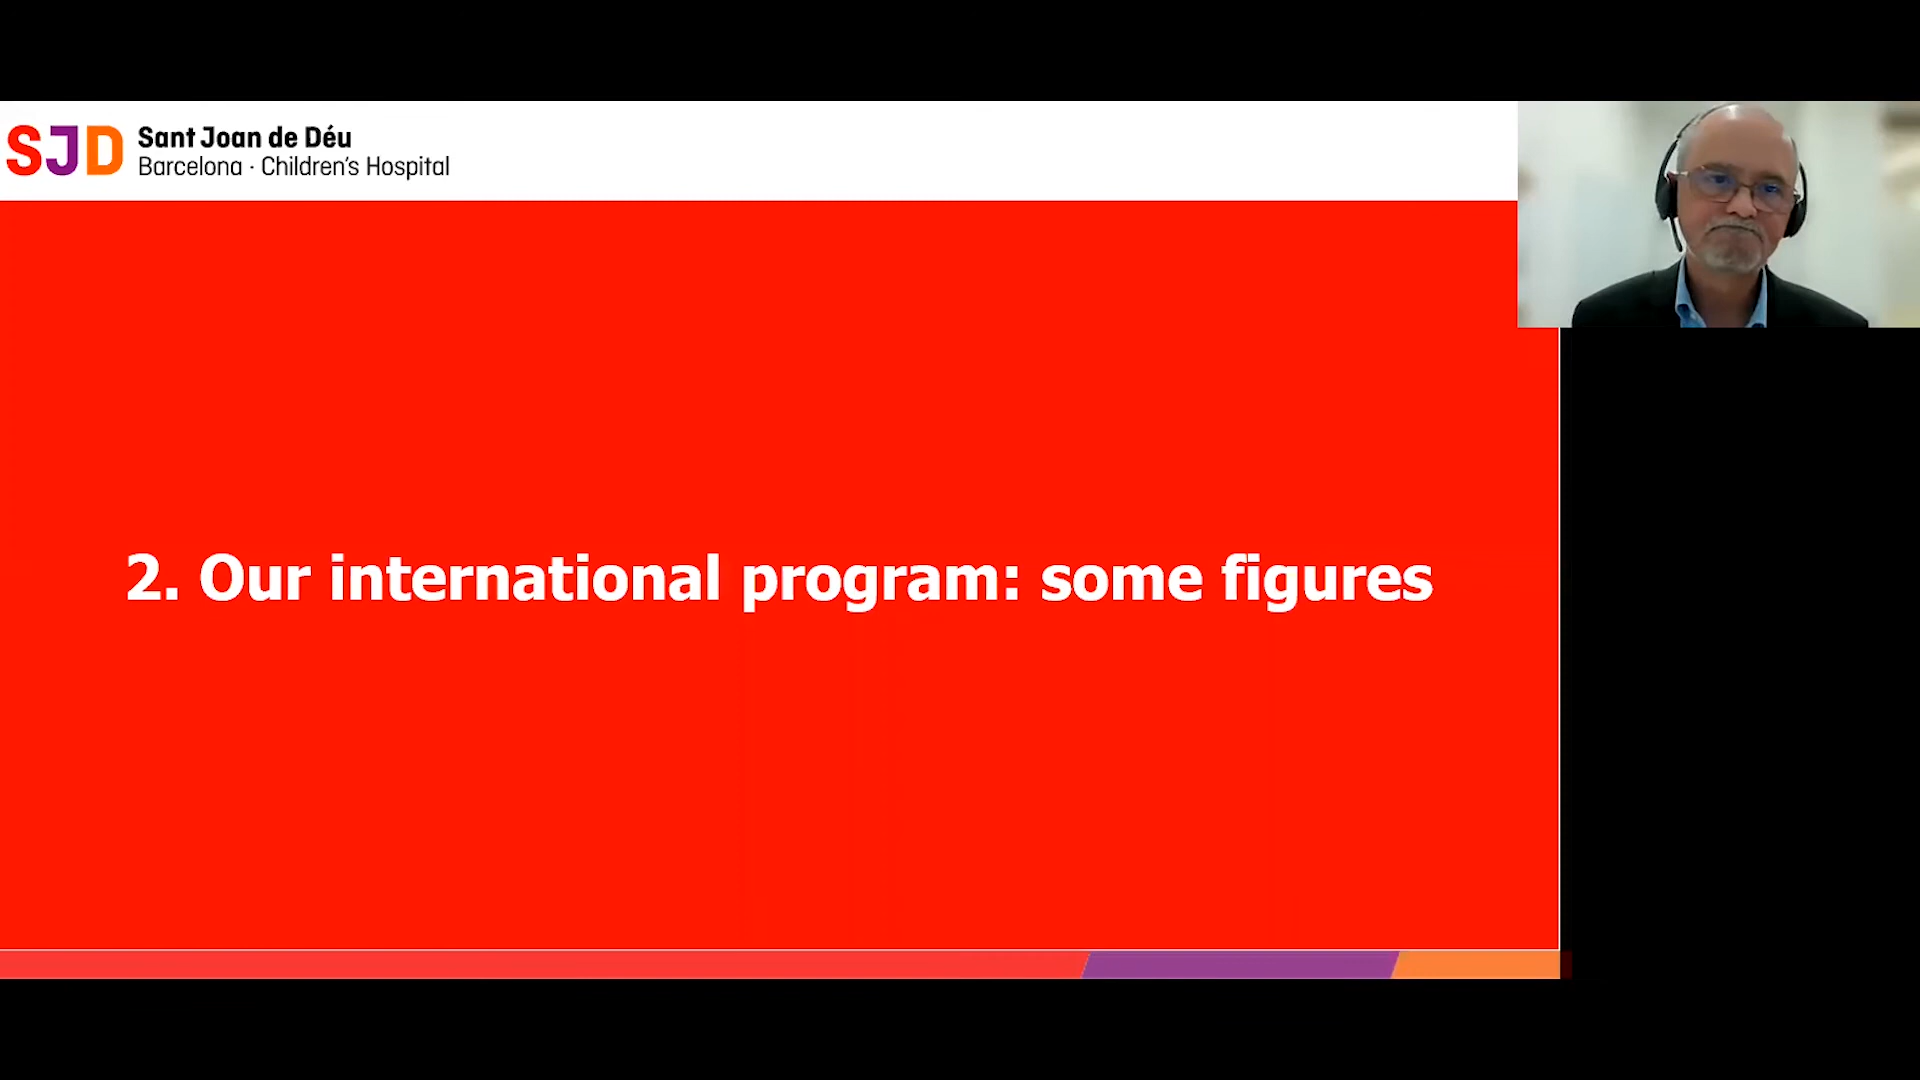 SJD
Sant Joan de Déu
Barcelona · Children's Hospital
2. Our international program: some figures